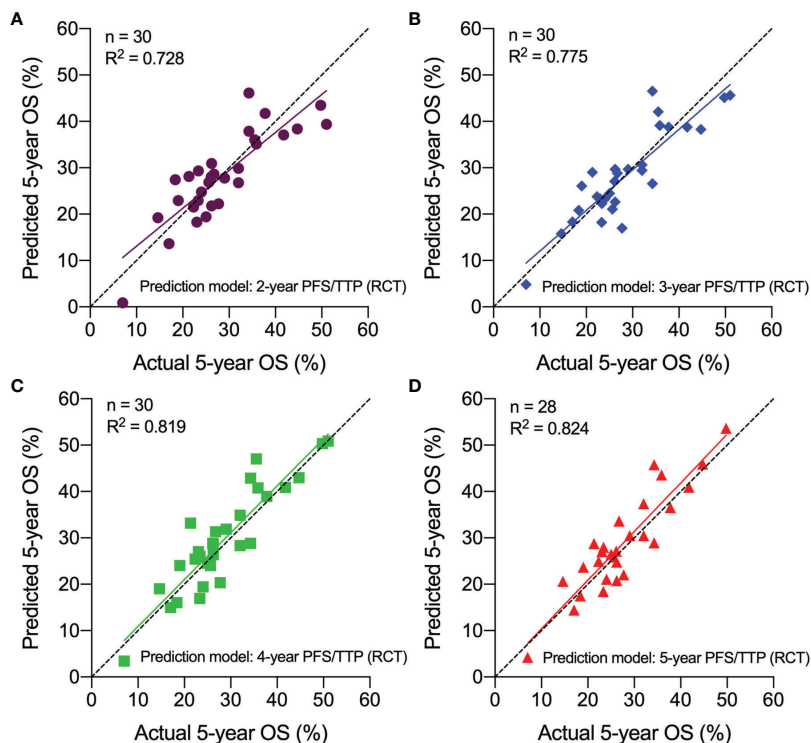 A
n = 30
R² = 0.728
60
50
40
30
20
10
0
Predicted 5-year OS (%)
Prediction model: 2-year PFS/TTP (RCT)
0 10 20 30 40 50 60
Actual 5-year OS (%)
B
n = 30
R² = 0.775
60
50
40
30
20
10
0
Predicted 5-year OS (%)
Prediction model: 3-year PFS/TTP (RCT)
0 10 20 30 40 50 60
Actual 5-year OS (%)
C
n = 30
R² = 0.819
60
50
40
30
20
10
0
Predicted 5-year OS (%)
Prediction model: 4-year PFS/TTP (RCT)
0 10 20 30 40 50 60
Actual 5-year OS (%)
D
n = 28
R² = 0.824
60
50
40
30
20
10
0
Predicted 5-year OS (%)
Prediction model: 5-year PFS/TTP (RCT)
0 10 20 30 40 50 60
Actual 5-year OS (%)